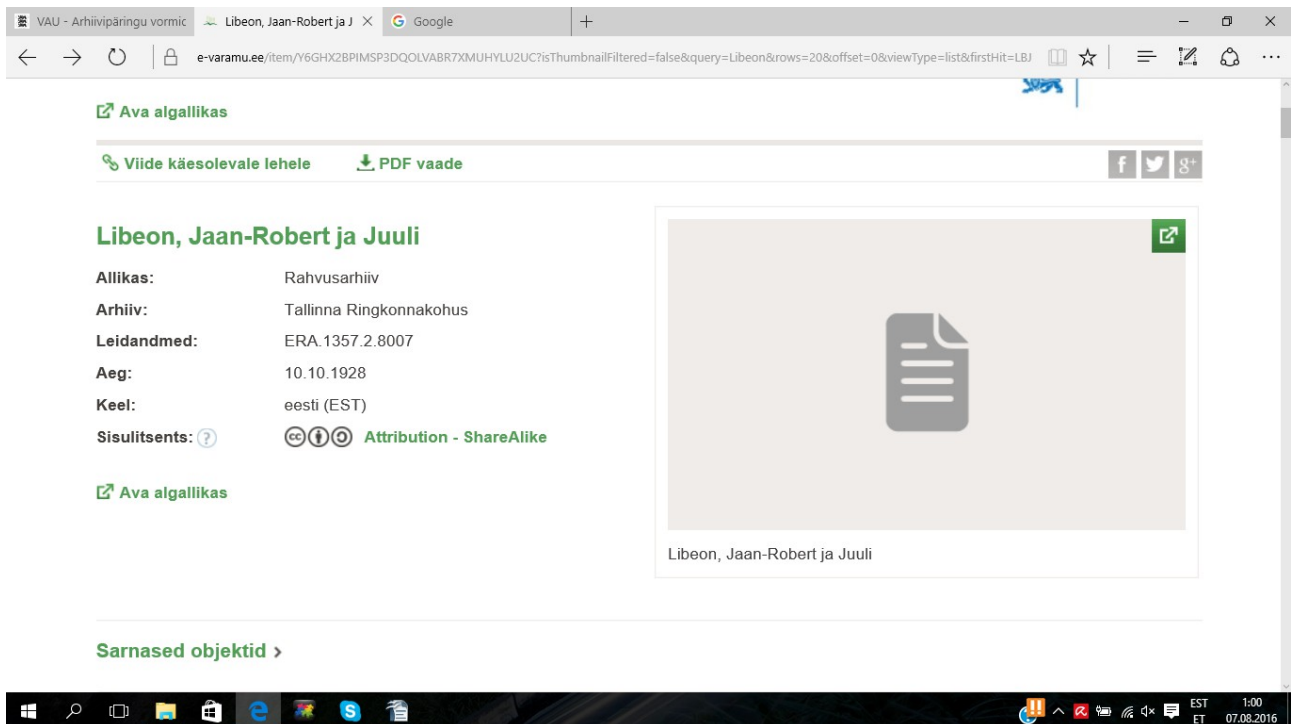 VAU - Arhiivipäringu vormic
Libeon, Jaan-Robert ja J
Google
e-varamu.ee/item/Y6GHX2BPIMSP3DQOLVABR7XMUHYLU2UC?isThumbnailFiltered=false&query=Libeon&rows=20&offset=0&viewType=list&firstHit=LBJ
Ava algallikas
Viide käesolevale lehele PDF vaade
f g+
Libeon, Jaan-Robert ja Juuli
Allikas: Rahvusarhiiv
Arhiiv: Tallinna Ringkonnakohus
Leidandmed: ERA.1357.2.8007
Aeg: 10.10.1928
Keel: eesti (EST)
Sisulitsents: ? cc Attribution - ShareAlike
Ava algallikas
Libeon, Jaan-Robert ja Juuli
Sarnased objektid
EST 1:00
ET 07.08.2016